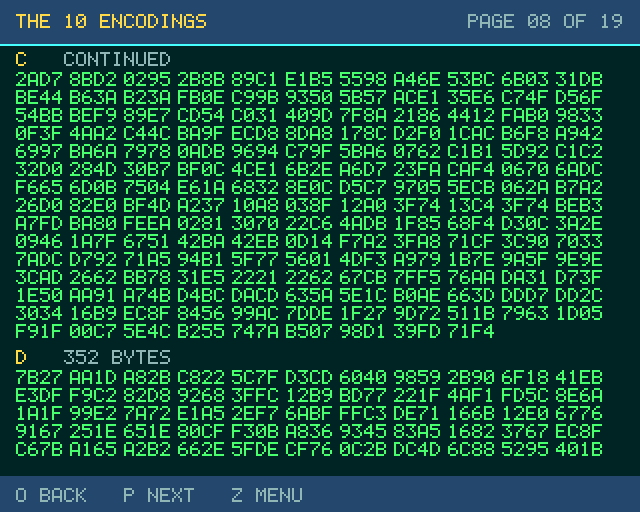 THE 10 ENCODINGS PAGE 08 OF 19
C CONTINUED
2AD7 8BD2 0295 2B8B 89C1 E1B5 5598 A46E 53BC 6B03 31DB
BE44 B63A B23A FB0E C99B 9350 5B57 ACE1 35E6 C74F D56F
54BB BEF9 89E7 CD54 C031 409D 7F8A 2186 4412 FAB0 9833
0F3F 4AA2 C44C BA9F ECD8 8DA8 178C D2F0 1CAC B6F8 A942
6997 BA6A 7978 0ADB 9694 C79F 5BA6 0762 C1B1 5D92 C1C2
32D0 284D 30B7 BF0C 4CE1 6B2E A6D7 23FA CAF4 0670 6ADC
F665 6D0B 7504 E61A 6832 8E0C D5C7 9705 5ECB 062A B7A2
26D0 82E0 BF4D A237 10A8 038F 12A0 3F74 13C4 3F74 BEB3
A7FD BA80 FEEA 0281 3070 22C6 4ADB 1F85 68F4 D30C 3A2E
0946 1A7F 6751 42BA 42EB 0D14 F7A2 3FA8 71CF 3C90 7033
7ADC D792 71A5 94B1 5F77 5601 4DF3 A979 1B7E 9A5F 9E9E
3CAD 2662 BB78 31E5 2221 2262 67CB 7FF5 76AA DA31 D73F
1E50 AA91 A74B D4BC DACD 635A 5E1C B0AE 663D DDD7 DD2C
3034 16B9 EC8F 8456 99AC 7DDE 1F27 9D72 511B 7963 1D05
F91F 00C7 5E4C B255 747A B507 98D1 39FD 71F4
D 352 BYTES
7B27 AA1D A82B C822 5C7F D3CD 6040 9859 2B90 6F18 41EB
E3DF F9C2 82D8 9268 3FFC 12B9 BD77 221F 4AF1 FD5C 8E6A
1A1F 99E2 7A72 E1A5 2EF7 6ABF FFC3 DE71 166B 12E0 6776
9167 251E 651E 80CF F30B A836 9345 83A5 1682 3767 EC8F
C67B A165 A2B2 662E 5FDE CF76 0C2B DC4D 6C88 5295 401B
O BACK P NEXT Z MENU